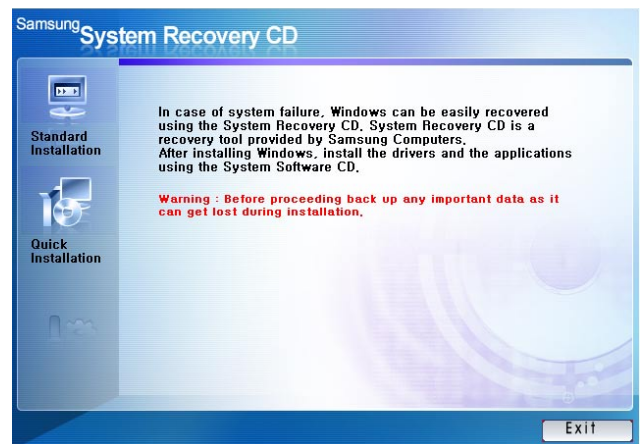 Samsung System Recovery CD
Standard
Installation
Quick
Installation
In case of system failure, Windows can be easily recovered
using the System Recovery CD. System Recovery CD is a
recovery tool provided by Samsung Computers.
After installing Windows, install the drivers and the applications
using the System Software CD.
Warning : Before proceeding back up any important data as it
can get lost during installation.
Exit